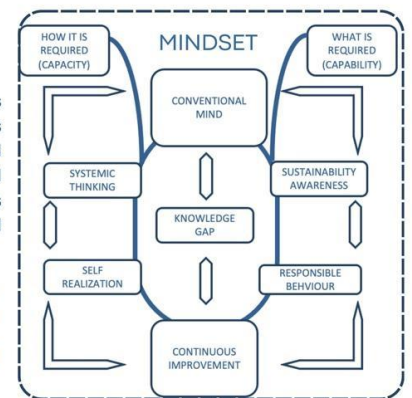 HOW IT IS
REQUIRED
(CAPACITY)
MINDSET
WHAT IS
REQUIRED
(CAPABILITY)
CONVENTIONAL
MIND
SYSTEMIC
THINKING
SUSTAINABILITY
AWARENESS
KNOWLEDGE
GAP
SELF
REALIZATION
RESPONSIBLE
BEHVIOUR
CONTINUOUS
IMPROVEMENT